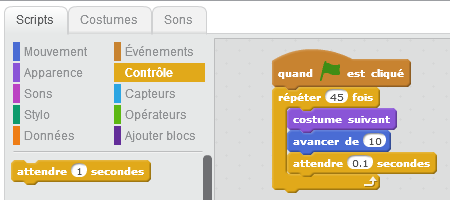 Scripts Costumes Sons
Mouvement Événements
Apparence Contrôle
Sons Capteurs
Stylo Opérateurs
Données Ajouter blocs
attendre 1 secondes
quand est cliqué
répéter 45 fois
costume suivant
avancer de 10
attendre 0.1 secondes